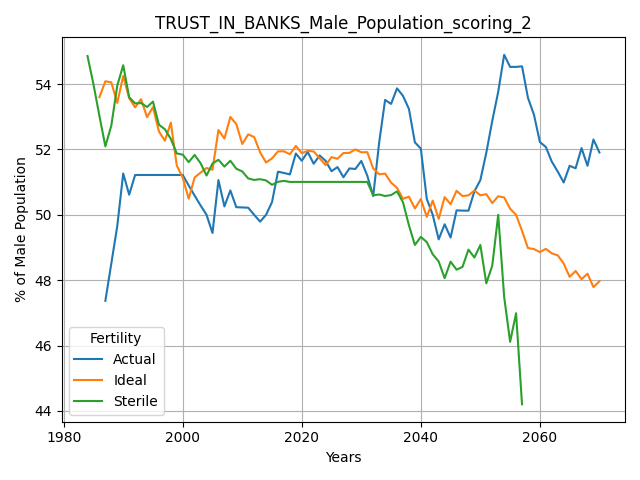 TRUST_IN_BANKS_Male_Population_scoring_2
% of Male Population
54
52
50
48
46
44
Fertility
Actual
Ideal
Sterile
1980
2000
2020
2040
2060
Years